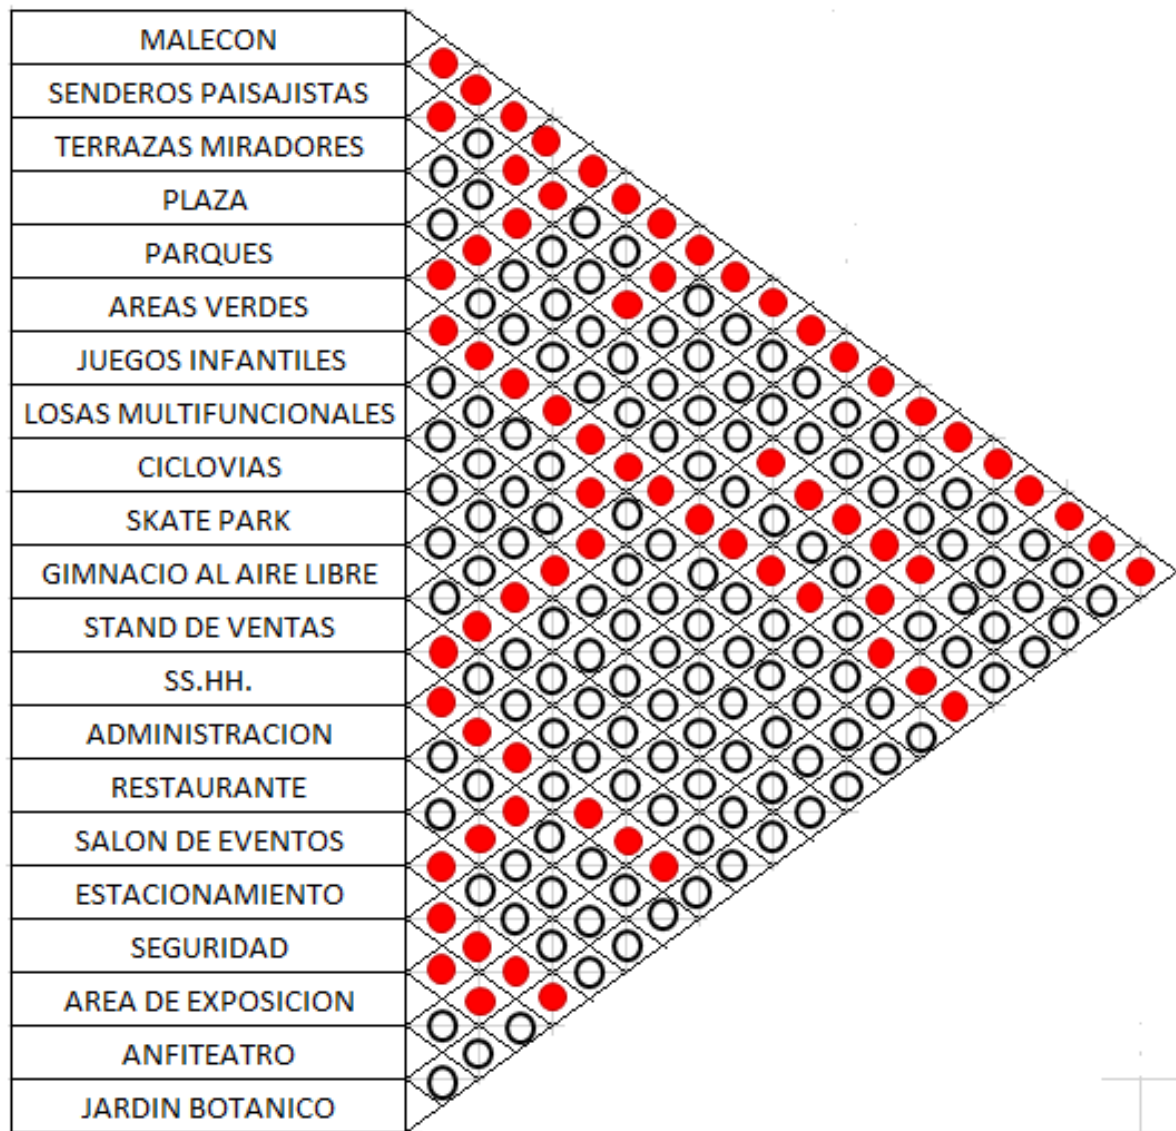 MALECON
SENDEROS PAISAJISTAS
TERRAZAS MIRADORES
PLAZA
PARQUES
AREAS VERDES
JUEGOS INFANTILES
LOSAS MULTIFUNCIONALES
CICLOVIAS
SKATE PARK
GIMNACIO AL AIRE LIBRE
STAND DE VENTAS
SS.HH.
ADMINISTRACION
RESTAURANTE
SALON DE EVENTOS
ESTACIONAMIENTO
SEGURIDAD
AREA DE EXPOSICION
ANFITEATRO
JARDIN BOTANICO